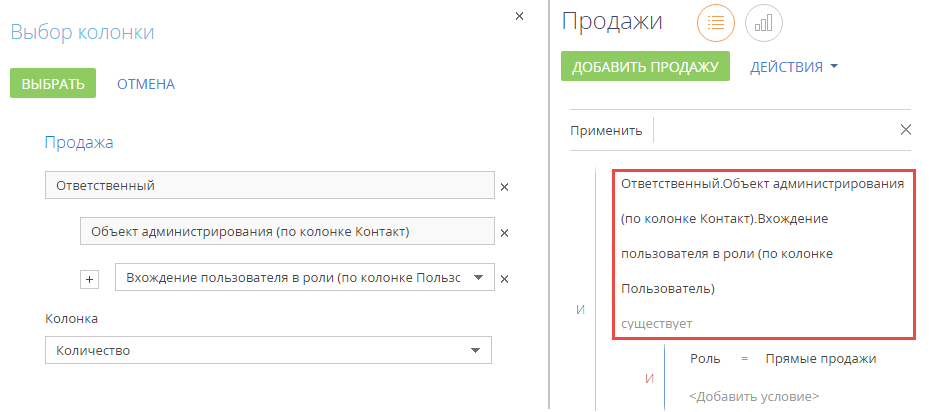 Выбор колонки
ВЫБРАТЬ ОТМЕНА
Продажа
Ответственный
Объект администрирования (по колонке Контакт)
Вхождение пользователя в роли (по колонке Пользо
Колонка
Количество
Продажи
ДОБАВИТЬ ПРОДАЖУ ДЕЙСТВИЯ
Применить
Ответственный.Объект администрирования
(по колонке Контакт).Вхождение
пользователя в роли (по колонке
Пользователь)
И
существует
Роль = Прямые продажи
И
<Добавить условие>